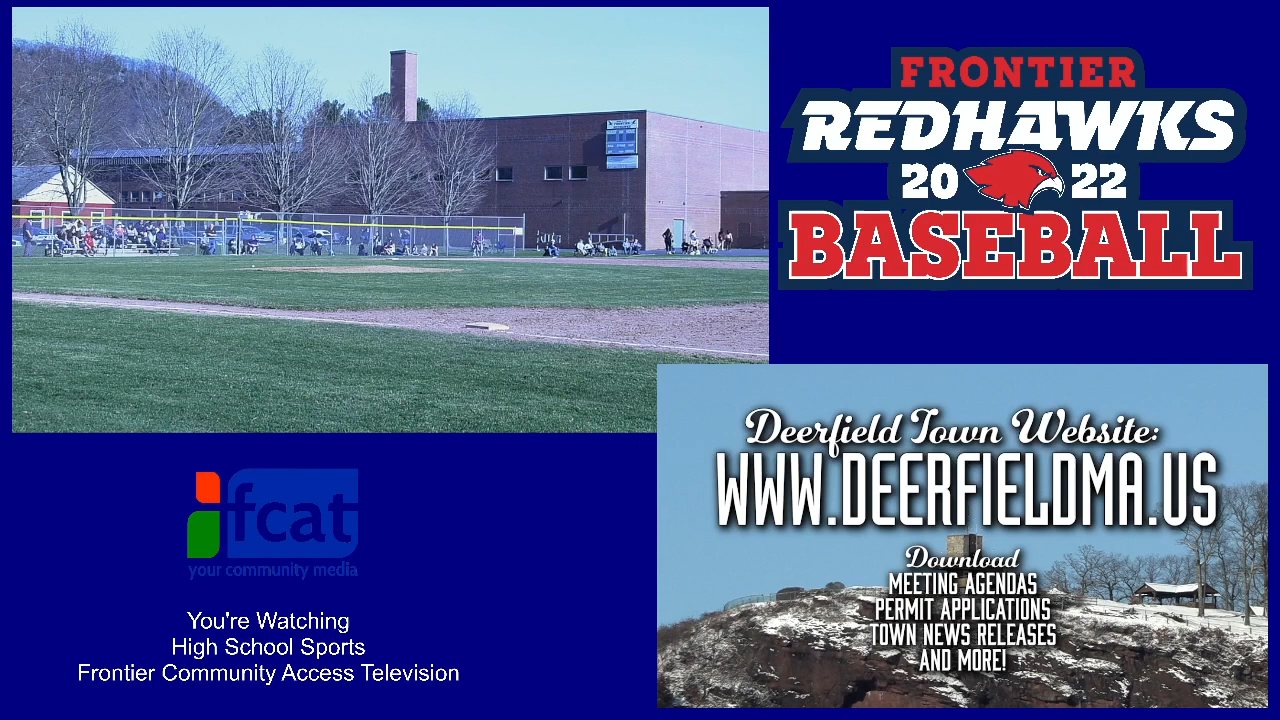 FRONTIER
REDHAWKS
20 22
BASEBALL
Deerfield Town Website:
WWW.DEERFIELDMA.US
Download
MEETING AGENDAS
PERMIT APPLICATIONS
TOWN NEWS RELEASES
AND MORE!
fcat
your community media
You're Watching
High School Sports
Frontier Community Access Television